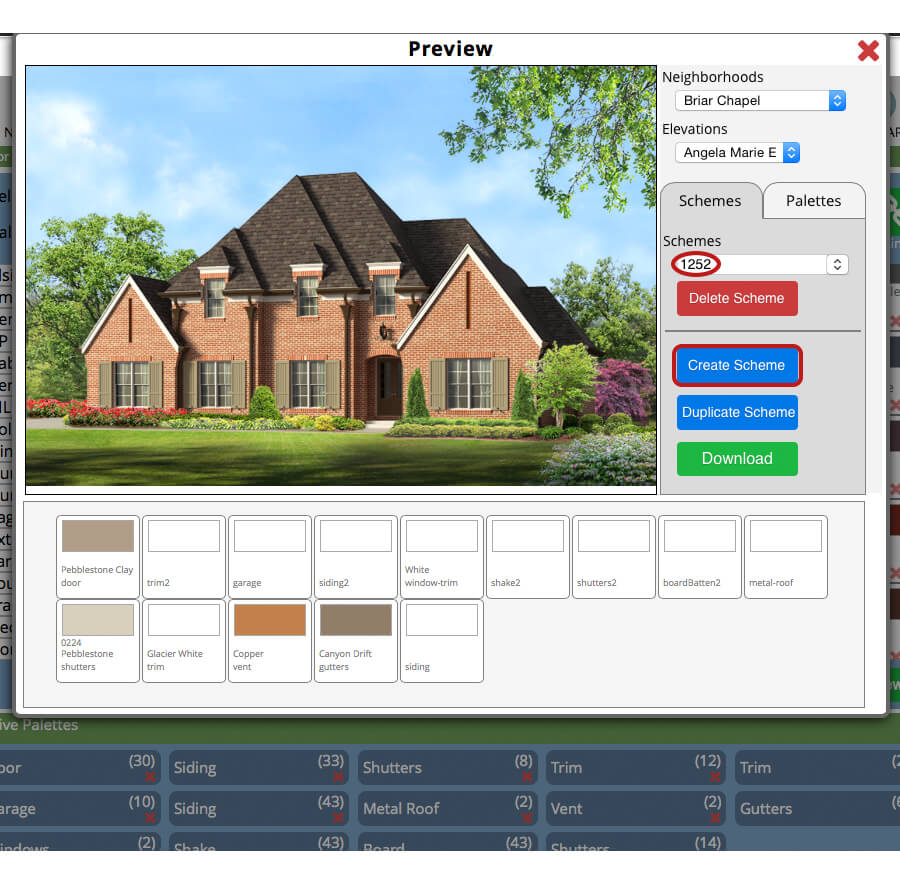 Preview
Neighborhoods
Briar Chapel
Elevations
Angela Marie E
Schemes
Palettes
Schemes
1252
Delete Scheme
Create Scheme
Duplicate Scheme
Download
Pebblestone Clay
door
trim2
garage
siding2
White
window-trim
shake2
shutters2
boardBatten2
metal-roof
0224
Pebblestone
shutters
Glacier White
trim
Copper
vent
Canyon Drift
gutters
siding
ive Palettes
oor (30)
Siding (33)
Shutters (8)
Trim (12)
Trim
arage (10)
Siding (43)
Metal Roof (2)
Vent (2)
Gutters
indows (2)
Shake (43)
Board (43)
Shutters (14)